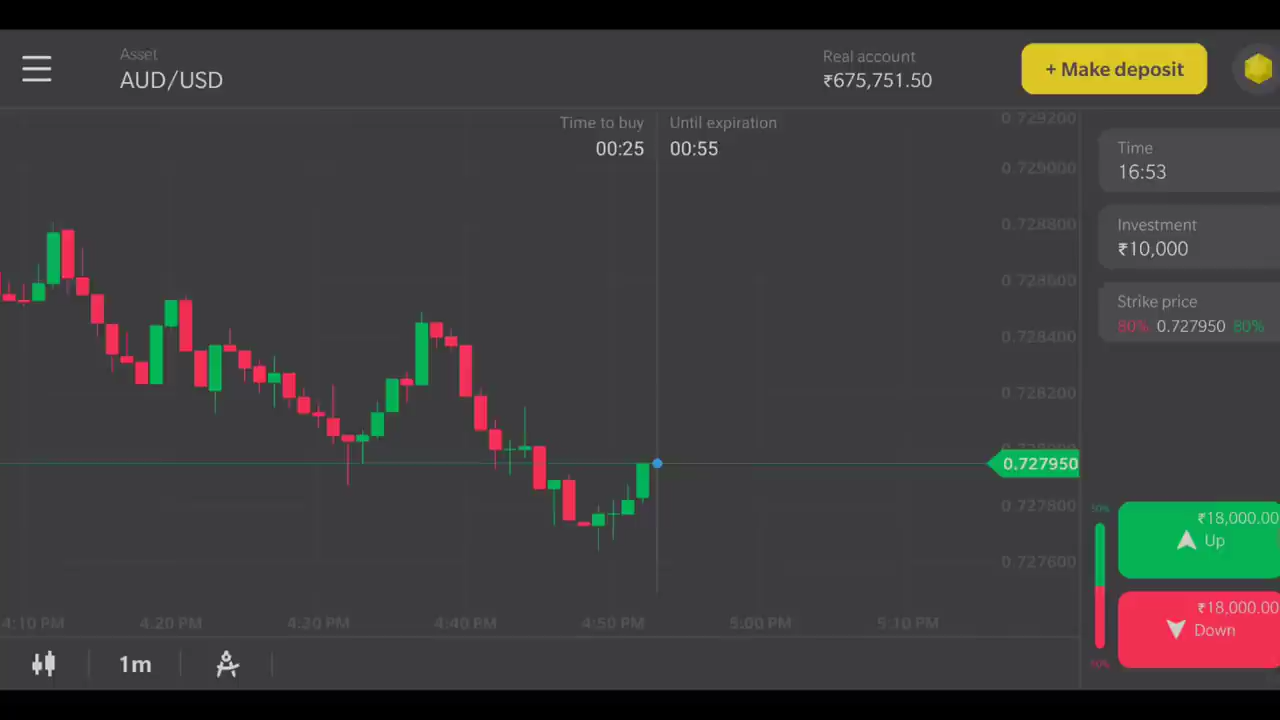 Asset
AUD/USD
Real account
₹675,751.50
+ Make deposit
Time to buy
00:25
Until expiration
00:55
0.729200
0.729000
0.728800
0.728600
0.728400
0.728200
0.727950
0.727800
0.727600
Time
16:53
Investment
₹10,000
Strike price
80% 0.727950 80%
50%
₹18,000.00
Up
₹18,000.00
Down
4:10 PM
4:20 PM
4:30 PM
4:40 PM
4:50 PM
5:00 PM
5:10 PM
1m